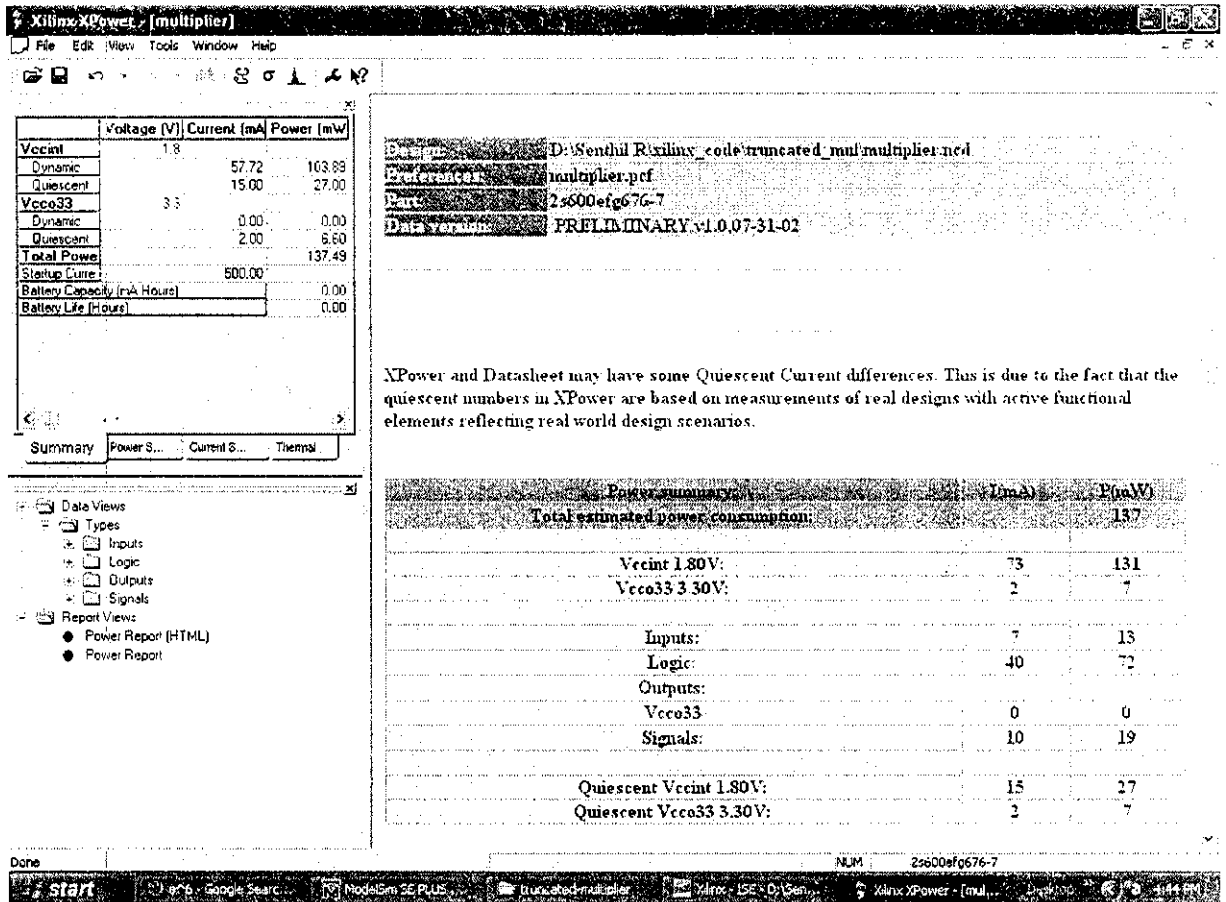 Xilinx XPower - [multiplier]
File Edit View Tools Window Help
Voltage (V) Current (mA Power (mW
Vccint 1.8
Dynamic 57.72 103.89
Quiescent 15.00 27.00
Vcco33 3.3
Dynamic 0.00 0.00
Quiescent 2.00 6.60
Total Powe 137.49
Startup Curre 500.00
Battery Capacity (mA Hours) 0.00
Battery Life (Hours) 0.00
Summary Power S... Current S... Thermal
Data Views
Types
Inputs
Logic
Outputs
Signals
Report Views
Power Report (HTML)
Power Report
Design: D:\Senthil R\xilinx_code\truncated_mul\multiplier.ncd
Preferences: multiplier.pcf
Part: 2s600efg676-7
Data version: PRELIMINARY,v1.0,07-31-02
XPower and Datasheet may have some Quiescent Current differences. This is due to the fact that the
quiescent numbers in XPower are based on measurements of real designs with active functional
elements reflecting real world design scenarios.
Power summary: I(mA) P(mW)
Total estimated power consumption: 137
Vccint 1.80V: 73 131
Vcco33 3.30V: 2 7
Inputs: 7 13
Logic: 40 72
Outputs:
Vcco33 0 0
Signals: 10 19
Quiescent Vccint 1.80V: 15 27
Quiescent Vcco33 3.30V: 2 7
Done NUM 2s600efg676-7
start Google Searc... ModelSim SE PLUS ... truncated-multiplier Xilinx - ISE - D:\Sen... Xilinx XPower - [mul... Desktop 4:44 PM